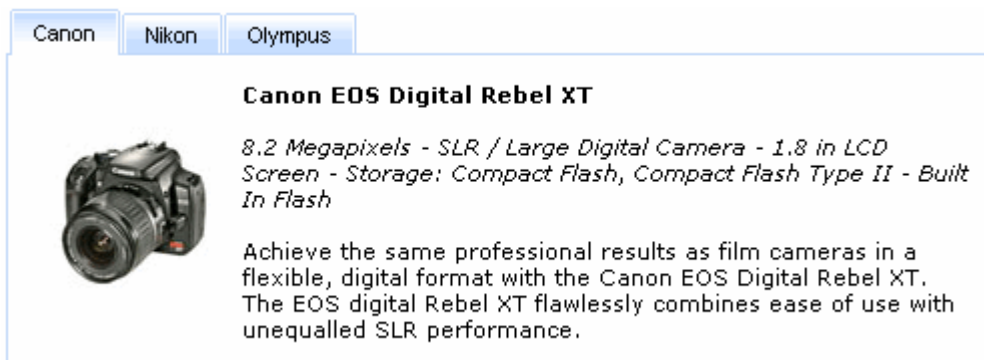 Canon Nikon Olympus
Canon EOS Digital Rebel XT
8.2 Megapixels - SLR / Large Digital Camera - 1.8 in LCD
Screen - Storage: Compact Flash, Compact Flash Type II - Built
In Flash
Achieve the same professional results as film cameras in a
flexible, digital format with the Canon EOS Digital Rebel XT.
The EOS digital Rebel XT flawlessly combines ease of use with
unequalled SLR performance.